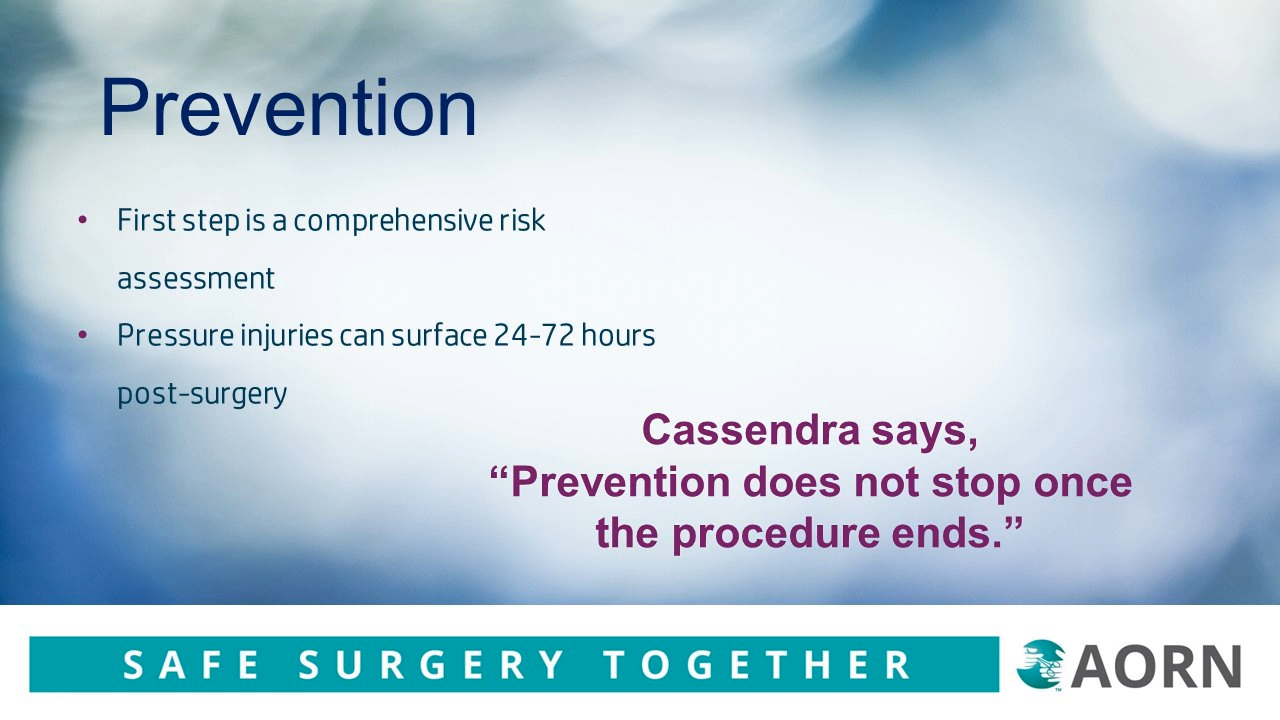 Prevention
• First step is a comprehensive risk
assessment
• Pressure injuries can surface 24-72 hours
post-surgery
Cassendra says,
“Prevention does not stop once
the procedure ends.”
SAFE SURGERY TOGETHER
AORN